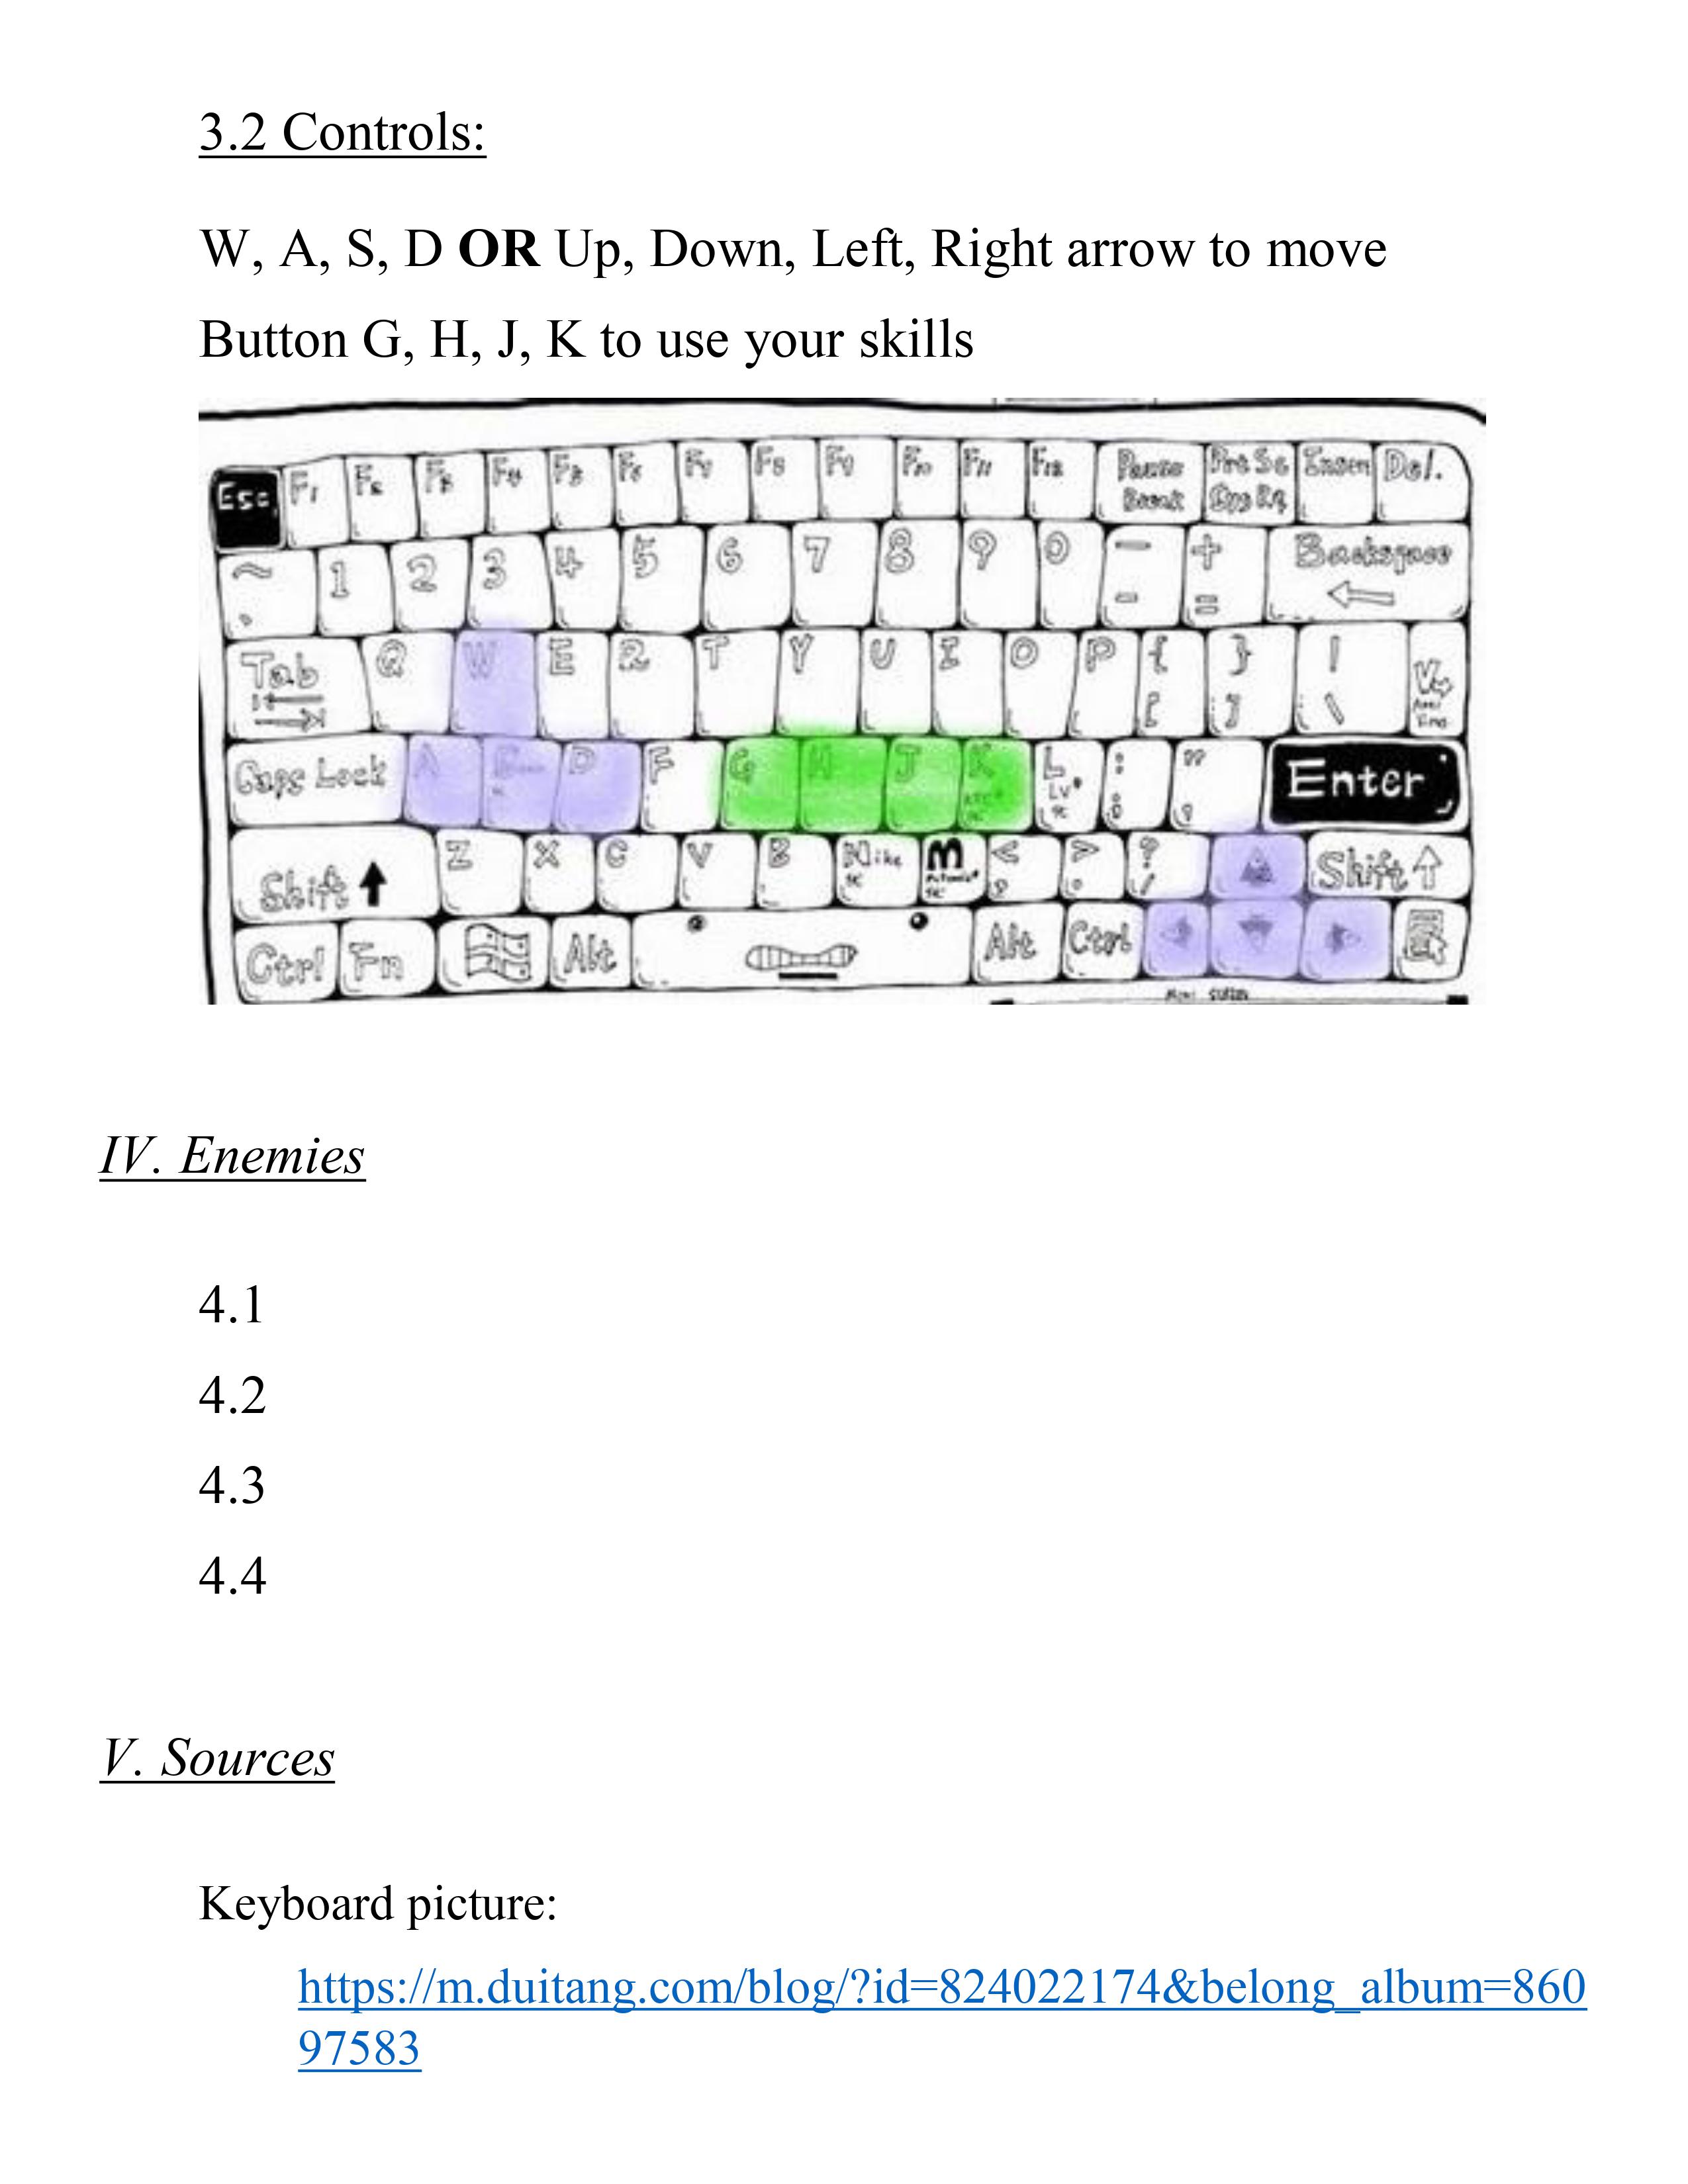 3.2 Controls:
W, A, S, D OR Up, Down, Left, Right arrow to move
Button G, H, J, K to use your skills
Esc F1 F2 F3 F4 F5 F6 F7 F8 F9 F10 F11 F12 Pause Break Prt Sc Insert Del.
~ 1 2 3 4 5 6 7 8 9 0 - - + = Backspace
Tab Q W E R T Y U I O P { [ } ] | \
Caps Lock A D F G H J K L Lv : ; " , Enter
Shift Z X C V B Nike M < , > . ? / Shift
Ctrl Fn Alt Alt Ctrl
IV. Enemies
4.1
4.2
4.3
4.4
V. Sources
Keyboard picture:
https://m.duitang.com/blog/?id=824022174&belong_album=860
97583